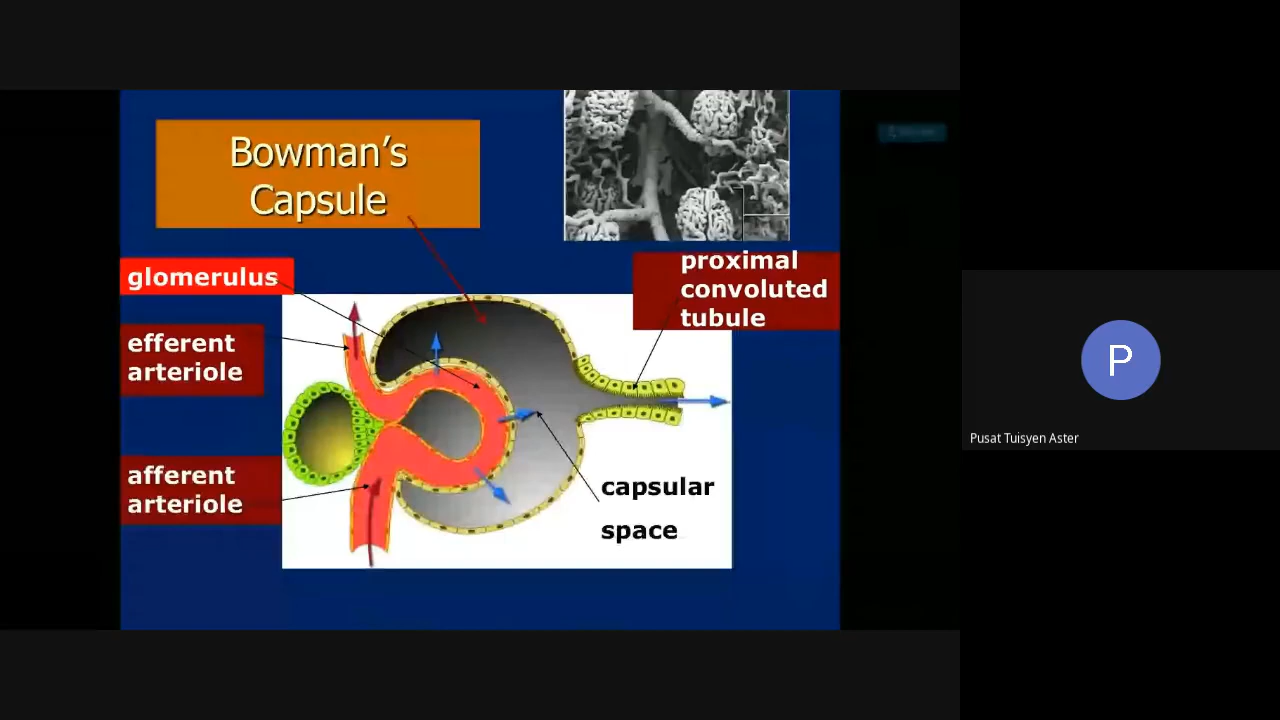 Bowman's
Capsule
glomerulus
efferent
arteriole
afferent
arteriole
proximal
convoluted
tubule
capsular
space
P
Pusat Tuisyen Aster